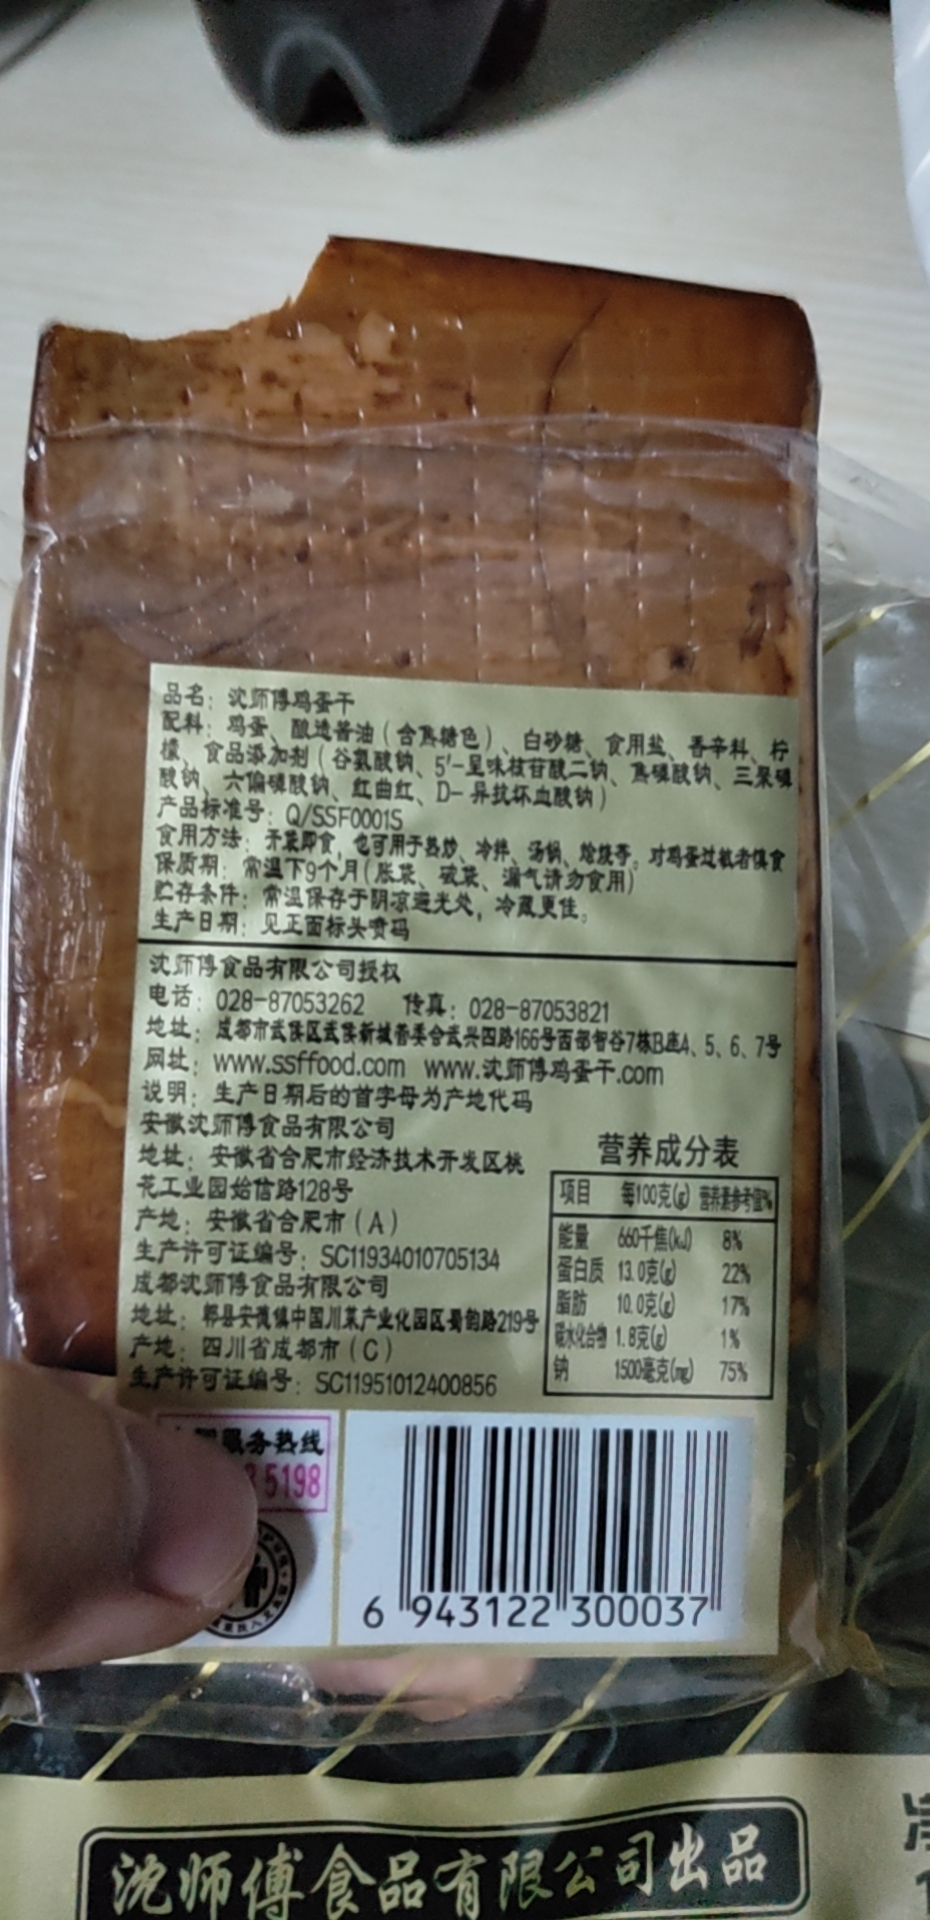 品名：沈师傅鸡蛋干
配料：鸡蛋、酿造酱油（含焦糖色）、白砂糖、食用盐、香辛料、柠
檬、食品添加剂（谷氨酸钠、5'-呈味核苷酸二钠、焦磷酸钠、三聚磷
酸钠、六偏磷酸钠、红曲红、D-异抗坏血酸钠）
产品标准号：Q/SSF0001S
食用方法：开袋即食，也可用于热炒、冷拌、汤锅、烩烧等。对鸡蛋过敏者慎食
保质期：常温下9个月（胀袋、破袋、漏气请勿食用）
贮存条件：常温保存于阴凉避光处，冷藏更佳。
生产日期：见正面标头喷码
沈师傅食品有限公司授权
电话：028-87053262 传真：028-87053821
地址：成都市武侯区武侯新城管委会武兴四路166号西部智谷7栋B座4、5、6、7号
网址：www.ssffood.com www.沈师傅鸡蛋干.com
说明：生产日期后的首字母为产地代码
安徽沈师傅食品有限公司
地址：安徽省合肥市经济技术开发区桃
花工业园始信路128号
产地：安徽省合肥市（A）
生产许可证编号：SC11934010705134
成都沈师傅食品有限公司
地址：郫县安德镇中国川菜产业化园区蜀韵路219号
产地：四川省成都市（C）
生产许可证编号：SC11951012400856
营养成分表
项目 每100克(g) 营养素参考值%
能量 660千焦(kJ) 8%
蛋白质 13.0克(g) 22%
脂肪 10.0克(g) 17%
碳水化合物 1.8克(g) 1%
钠 1500毫克(mg) 75%
服务热线
5198
6 943122 300037
沈师傅食品有限公司出品